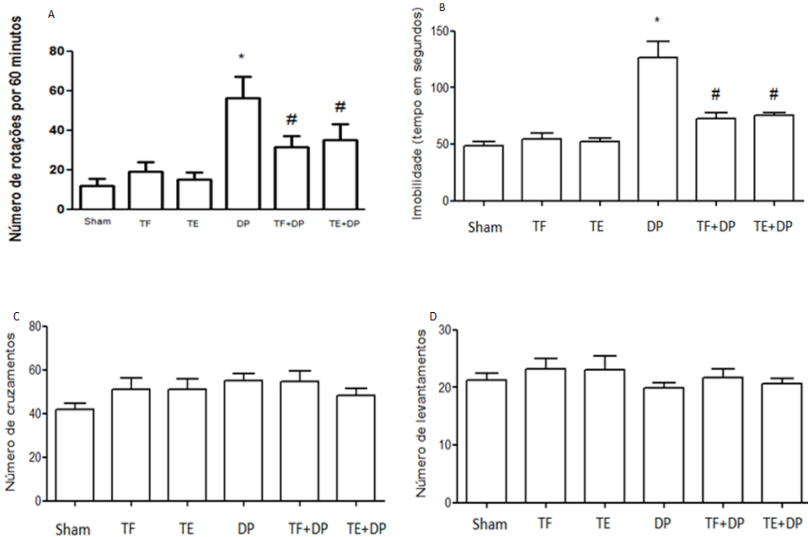 A
Número de rotações por 60 minutos
80
60
40
20
0
*
#
#
Sham TF TE DP TF+DP TE+DP
B
Imobilidade (tempo em segundos)
150
100
50
0
*
#
#
Sham TF TE DP TF+DP TE+DP
C
Número de cruzamentos
80
60
40
20
0
Sham TF TE DP TF+DP TE+DP
D
Número de levantamentos
30
20
10
0
Sham TF TE DP TF+DP TE+DP